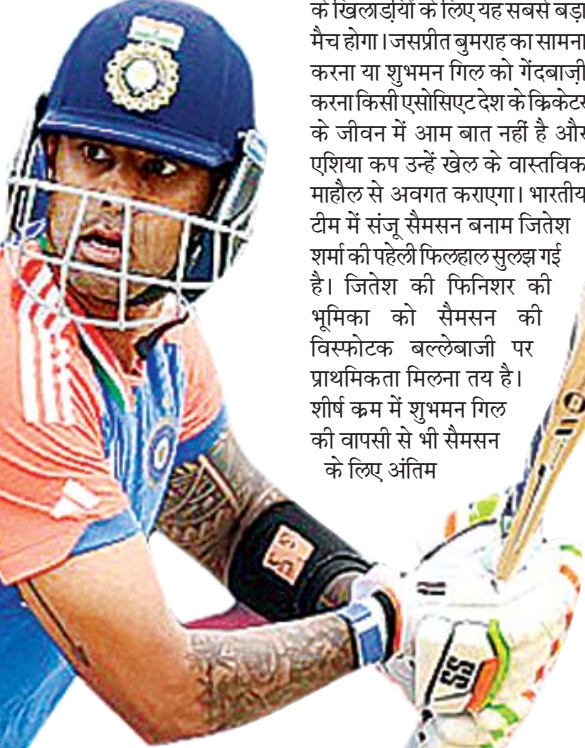 के खिलाड़ियों के लिए यह सबसे बड़ा
मैच होगा।जसप्रीत बुमराह का सामना
करना या शुभमन गिल को गेंदबाज़ी
करना किसी एसोसिएट देश के क्रिकेटर
के जीवन में आम बात नहीं है और
एशिया कप उन्हें खेल के वास्तविक
माहौल से अवगत कराएगा। भारतीय
टीम में संजू सैमसन बनाम जितेश
शर्मा की पहेली फिलहाल सुलझ गई
है। जितेश की फिनिशर की
भूमिका को सैमसन की
विस्फोटक बल्लेबाजी पर
प्राथमिकता मिलना तय है।
शीर्ष क्रम में शुभमन गिल
की वापसी से भी सैमसन
के लिए अंतिम
SS
SS